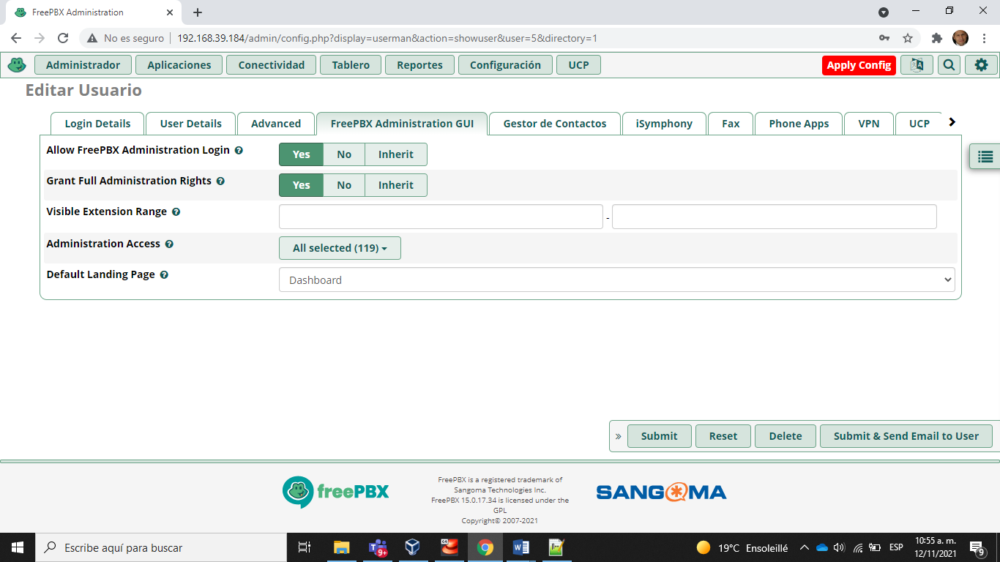 FreePBX Administration
No es seguro 192.168.39.184/admin/config.php?display=userman&action=showuser&user=5&directory=1
Administrador Aplicaciones Conectividad Tablero Reportes Configuración UCP Apply Config
Editar Usuario
Login Details User Details Advanced FreePBX Administration GUI Gestor de Contactos iSymphony Fax Phone Apps VPN UCP
Allow FreePBX Administration Login Yes No Inherit
Grant Full Administration Rights Yes No Inherit
Visible Extension Range -
Administration Access All selected (119)
Default Landing Page Dashboard
» Submit Reset Delete Submit & Send Email to User
freePBX
FreePBX is a registered trademark of
Sangoma Technologies Inc.
FreePBX 15.0.17.34 is licensed under the
GPL
Copyright© 2007-2021
SANGOMA
Escribe aquí para buscar
9+
64
19°C Ensoleillé
ESP
10:55 a. m.
12/11/2021
9